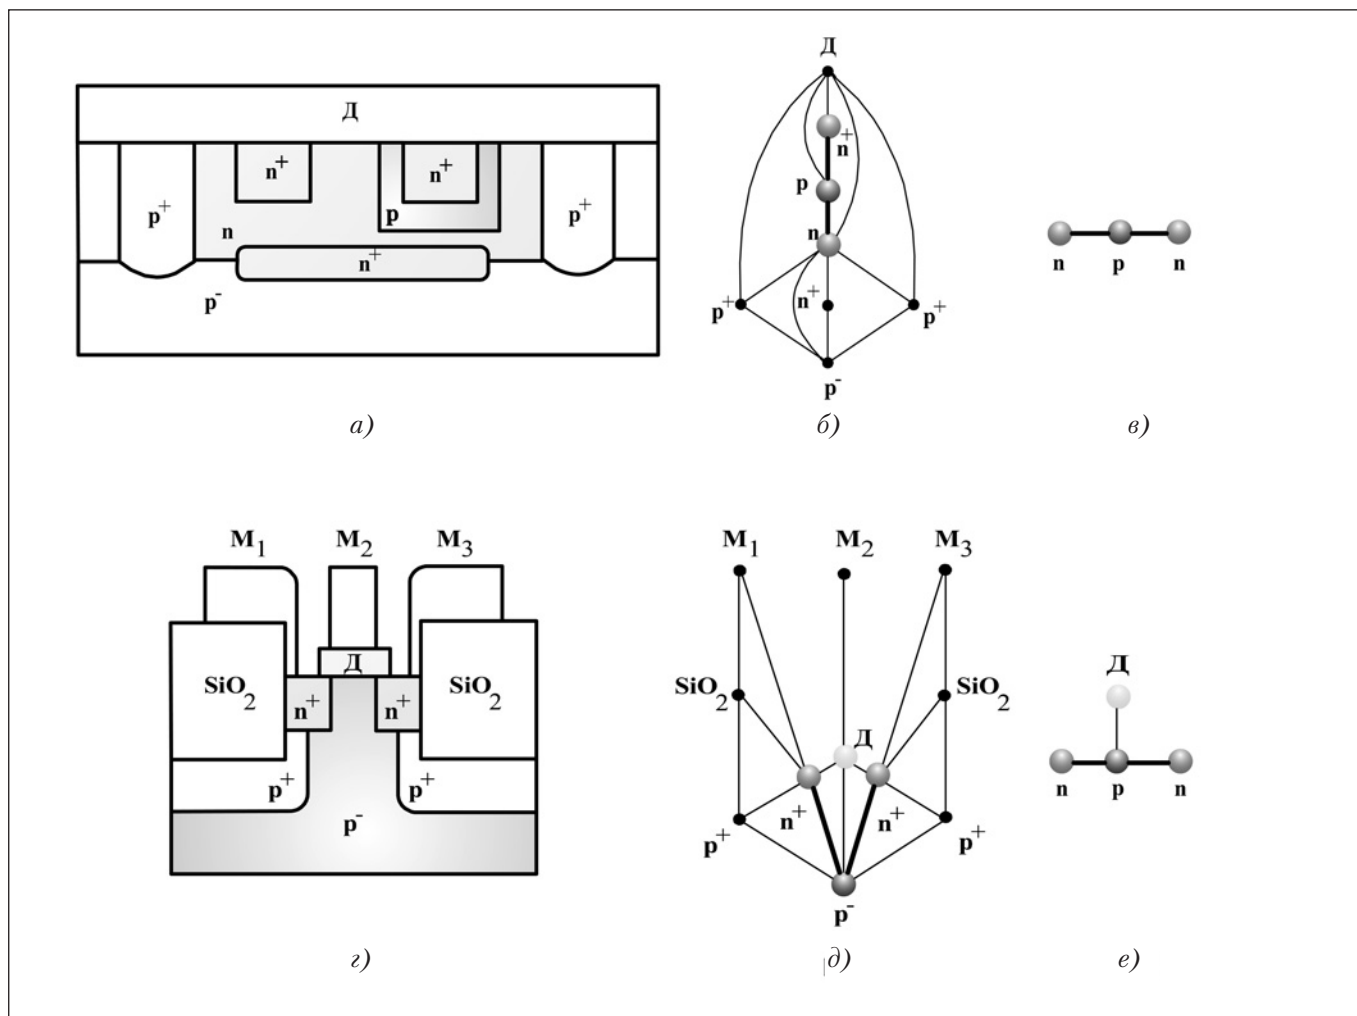 Д
n+ n+
p+ p+
p
n
n+
p-
а)
Д
n+
p
n
n+
p+ p+
p-
б)
n p n
в)
M1 M2 M3
Д
SiO2 SiO2
n+ n+
p+ p+
p-
г)
M1 M2 M3
SiO2 SiO2
Д
n+ n+
p+ p+
p-
д)
Д
n p n
е)